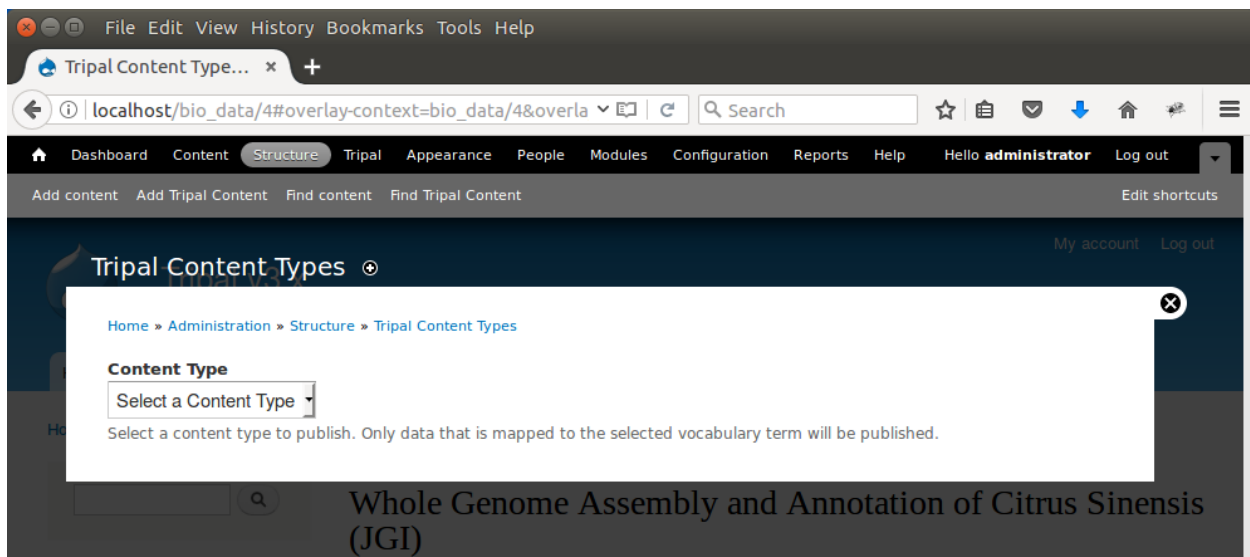 File Edit View History Bookmarks Tools Help
Tripal Content Type... × +
localhost/bio_data/4#overlay-context=bio_data/4&overla Search
Dashboard Content Structure Tripal Appearance People Modules Configuration Reports Help Hello administrator Log out
Add content Add Tripal Content Find content Find Tripal Content Edit shortcuts
My account Log out
Tripal Content Types
Tripal v3.x
Home » Administration » Structure » Tripal Content Types
Content Type
Select a Content Type
Select a content type to publish. Only data that is mapped to the selected vocabulary term will be published.
Whole Genome Assembly and Annotation of Citrus Sinensis
(JGI)